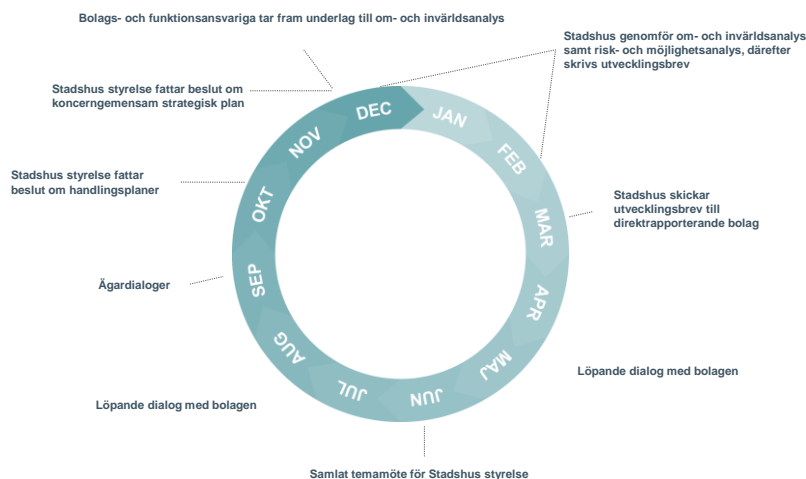 Bolags- och funktionsansvariga tar fram underlag till om- och invärldsanalys
Stadshus genomför om- och invärldsanalys
samt risk- och möjlighetsanalys, därefter
skrivs utvecklingsbrev
Stadshus styrelse fattar beslut om
koncerngemensam strategisk plan
Stadshus styrelse fattar
beslut om handlingsplaner
Stadshus skickar
utvecklingsbrev till
direktrapporterande bolag
Ägardialoger
Löpande dialog med bolagen
Löpande dialog med bolagen
Samlat temamöte för Stadshus styrelse
JAN
FEB
MAR
APR
MAJ
JUN
JUL
AUG
SEP
OKT
NOV
DEC